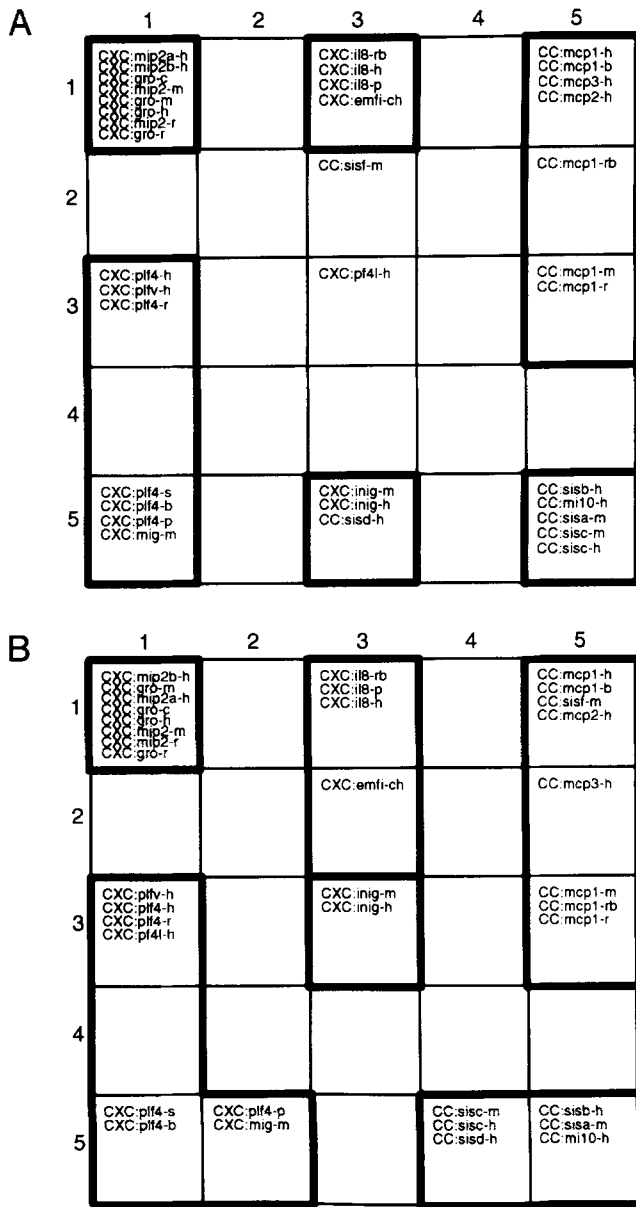 A
1 2 3 4 5
1
CXC:mip2a-h
CXC:mip2b-h
CXC:gro-c
CXC:mip2-m
CXC:gro-m
CXC:gro-h
CXC:mip2-r
CXC:gro-r
CXC:il8-rb
CXC:il8-h
CXC:il8-p
CXC:emfi-ch
CC:mcp1-h
CC:mcp1-b
CC:mcp3-h
CC:mcp2-h
2
CC:sisf-m
CC:mcp1-rb
3
CXC:plf4-h
CXC:plfv-h
CXC:plf4-r
CXC:pf4l-h
CC:mcp1-m
CC:mcp1-r
4
5
CXC:plf4-s
CXC:plf4-b
CXC:plf4-p
CXC:mig-m
CXC:inig-m
CXC:inig-h
CC:sisd-h
CC:sisb-h
CC:mi10-h
CC:sisa-m
CC:sisc-m
CC:sisc-h
B
1 2 3 4 5
1
CXC:mip2b-h
CXC:gro-m
CXC:mip2a-h
CXC:gro-c
CXC:gro-h
CXC:mip2-m
CXC:mip2-r
CXC:gro-r
CXC:il8-rb
CXC:il8-p
CXC:il8-h
CC:mcp1-h
CC:mcp1-b
CC:sisf-m
CC:mcp2-h
2
CXC:emfi-ch
CC:mcp3-h
3
CXC:plfv-h
CXC:plf4-h
CXC:plf4-r
CXC:pf4l-h
CXC:inig-m
CXC:inig-h
CC:mcp1-m
CC:mcp1-rb
CC:mcp1-r
4
5
CXC:plf4-s
CXC:plf4-b
CXC:plf4-p
CXC:mig-m
CC:sisc-m
CC:sisc-h
CC:sisd-h
CC:sisb-h
CC:sisa-m
CC:mi10-h